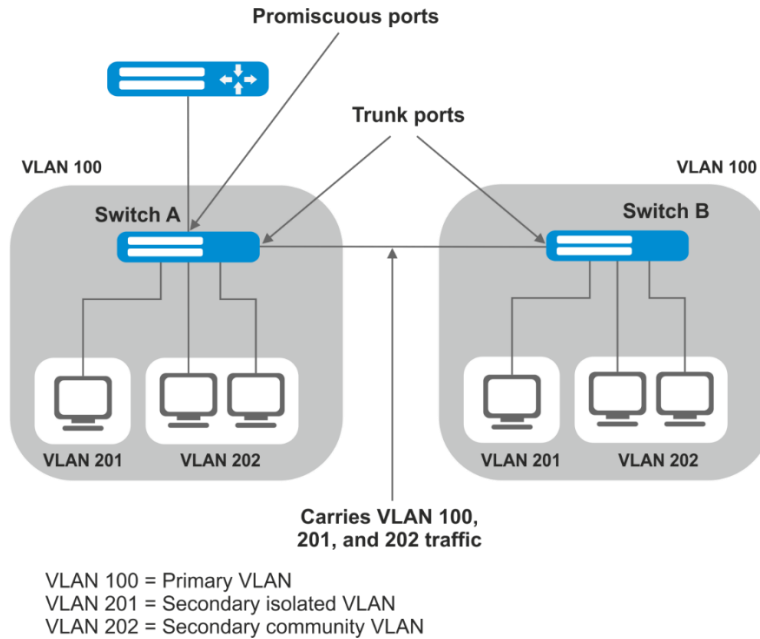 Promiscuous ports
Trunk ports
VLAN 100
VLAN 100
Switch A
Switch B
VLAN 201
VLAN 202
VLAN 201
VLAN 202
Carries VLAN 100,
201, and 202 traffic
VLAN 100 = Primary VLAN
VLAN 201 = Secondary isolated VLAN
VLAN 202 = Secondary community VLAN